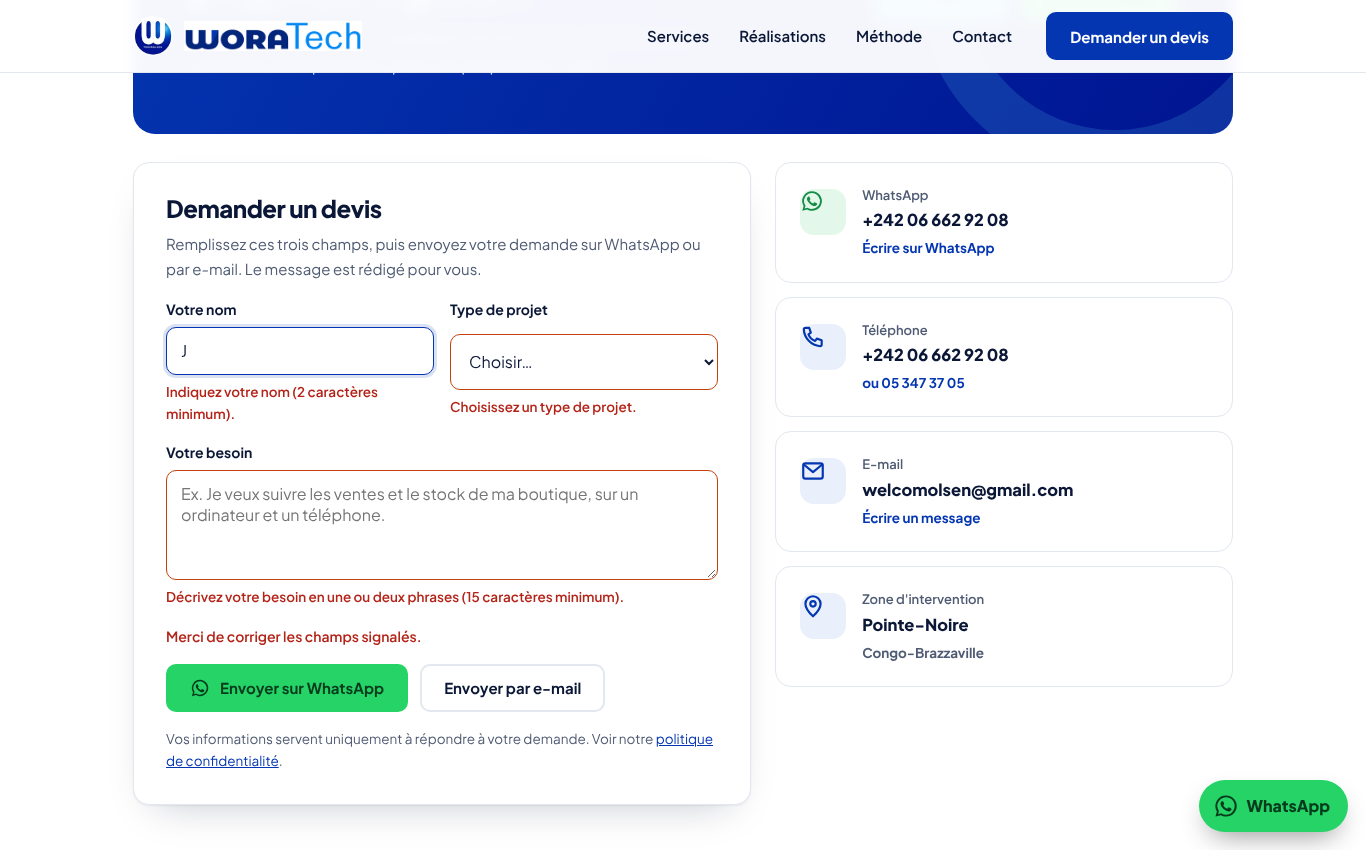 WORATech
Services
Réalisations
Méthode
Contact
Demander un devis
Demander un devis
Remplissez ces trois champs, puis envoyez votre demande sur WhatsApp ou
par e-mail. Le message est rédigé pour vous.
Votre nom
J
Indiquez votre nom (2 caractères
minimum).
Type de projet
Choisir...
Choisissez un type de projet.
Votre besoin
Ex. Je veux suivre les ventes et le stock de ma boutique, sur un
ordinateur et un téléphone.
Décrivez votre besoin en une ou deux phrases (15 caractères minimum).
Merci de corriger les champs signalés.
Envoyer sur WhatsApp
Envoyer par e-mail
Vos informations servent uniquement à répondre à votre demande. Voir notre politique
de confidentialité.
WhatsApp
+242 06 662 92 08
Écrire sur WhatsApp
Téléphone
+242 06 662 92 08
ou 05 347 37 05
E-mail
welcomolsen@gmail.com
Écrire un message
Zone d'intervention
Pointe-Noire
Congo-Brazzaville
WhatsApp